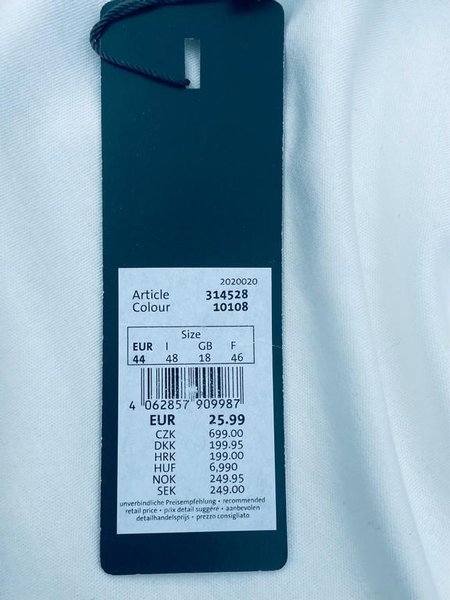 2020020
Article 314528
Colour 10108
Size
EUR I GB F
44 48 18 46
4 062857 909987
EUR 25.99
CZK 699.00
DKK 199.95
HRK 199.00
HUF 6,990
NOK 249.95
SEK 249.00
unverbindliche Preisempfehlung • recommended
retail price • prix detail suggéré • aanbevolen
detailhandelsprijs • prezzo consigliato